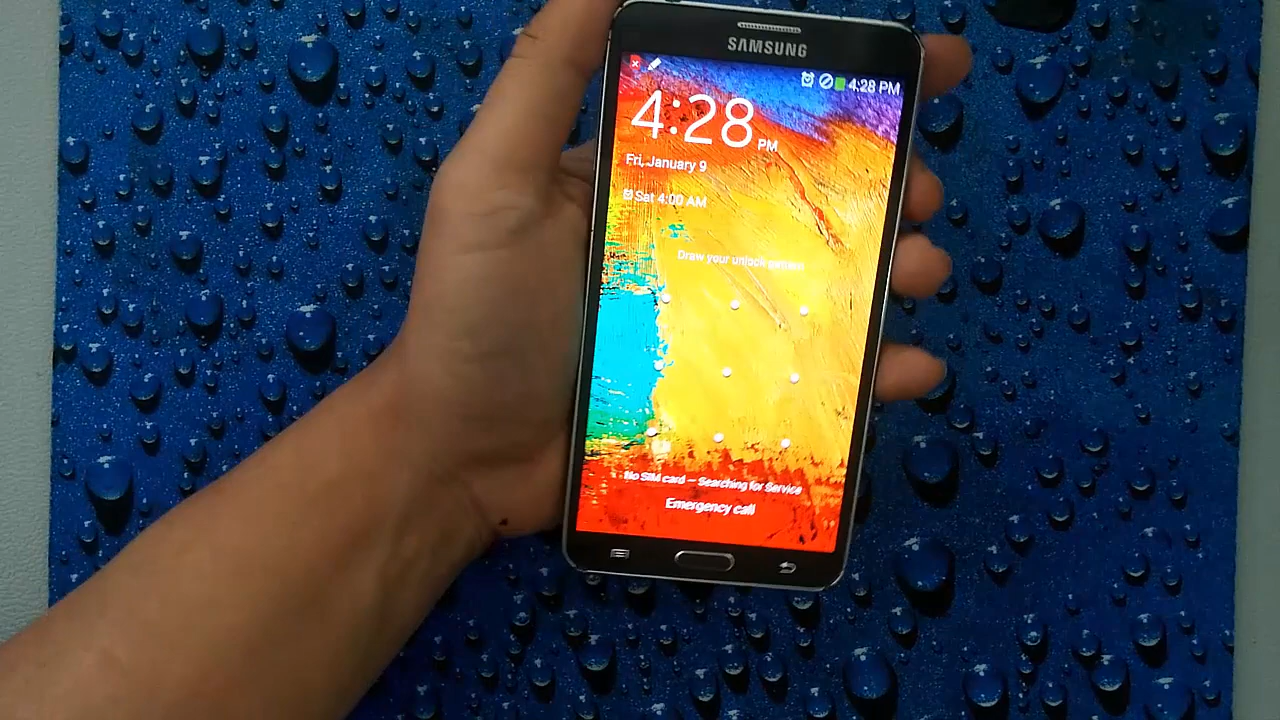 SAMSUNG
4:28 PM
4:28 PM
Fri, January 9
Sat 4:00 AM
Draw your unlock pattern
No SIM card — Searching for Service
Emergency call